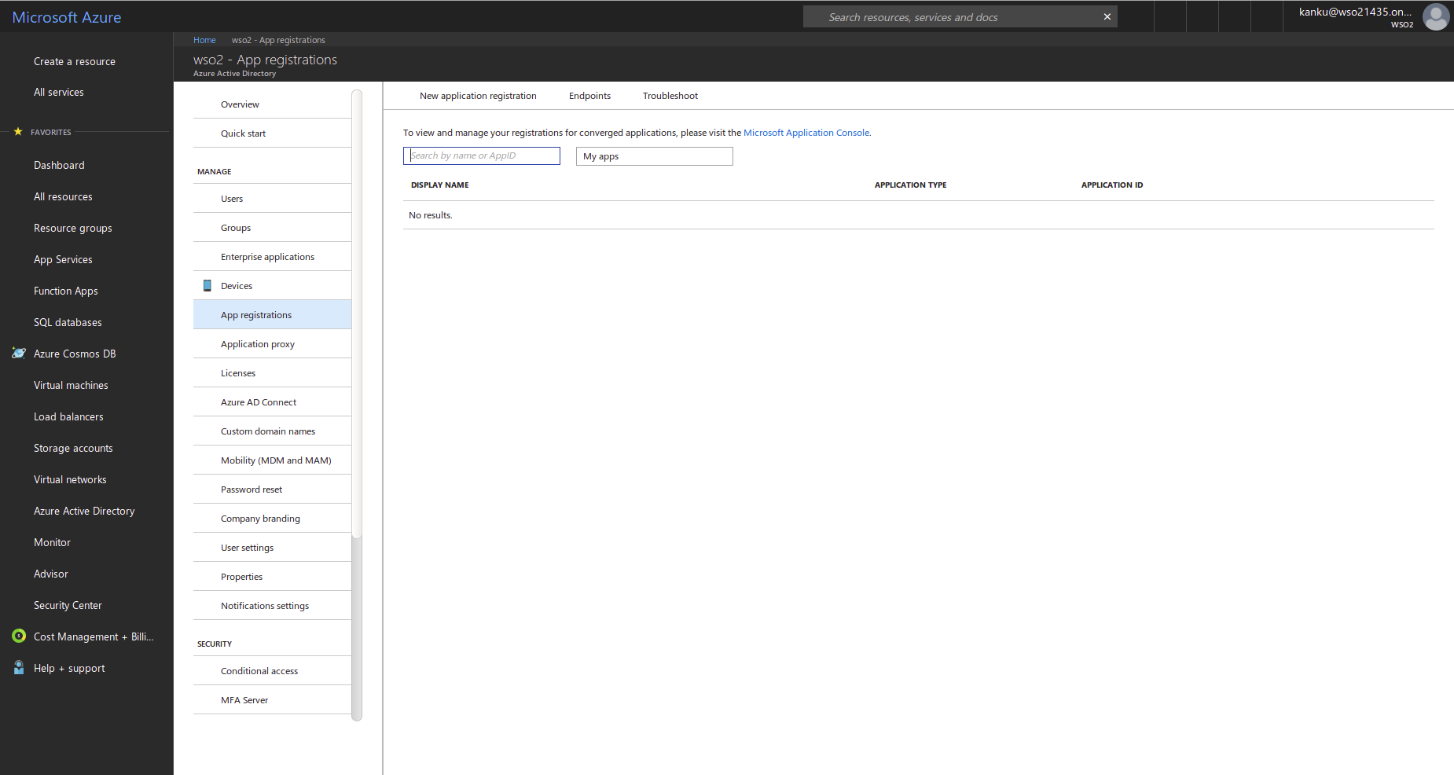 Microsoft Azure
Search resources, services and docs
kanku@wso21435.on...
WSO2
Create a resource
All services
FAVORITES
Dashboard
All resources
Resource groups
App Services
Function Apps
SQL databases
Azure Cosmos DB
Virtual machines
Load balancers
Storage accounts
Virtual networks
Azure Active Directory
Monitor
Advisor
Security Center
Cost Management + Billi...
Help + support
Home wso2 - App registrations
wso2 - App registrations
Azure Active Directory
Overview
Quick start
MANAGE
Users
Groups
Enterprise applications
Devices
App registrations
Application proxy
Licenses
Azure AD Connect
Custom domain names
Mobility (MDM and MAM)
Password reset
Company branding
User settings
Properties
Notifications settings
SECURITY
Conditional access
MFA Server
New application registration Endpoints Troubleshoot
To view and manage your registrations for converged applications, please visit the Microsoft Application Console.
Search by name or AppID My apps
DISPLAY NAME APPLICATION TYPE APPLICATION ID
No results.